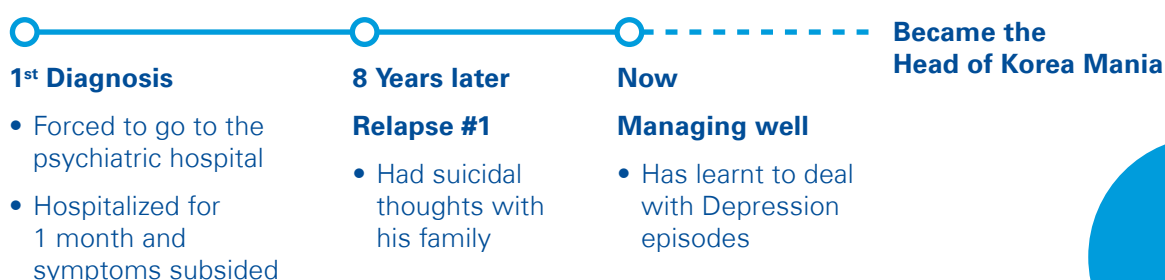 1st Diagnosis
• Forced to go to the
psychiatric hospital
• Hospitalized for
1 month and
symptoms subsided
8 Years later
Relapse #1
• Had suicidal
thoughts with
his family
Now
Managing well
• Has learnt to deal
with Depression
episodes
Became the
Head of Korea Mania